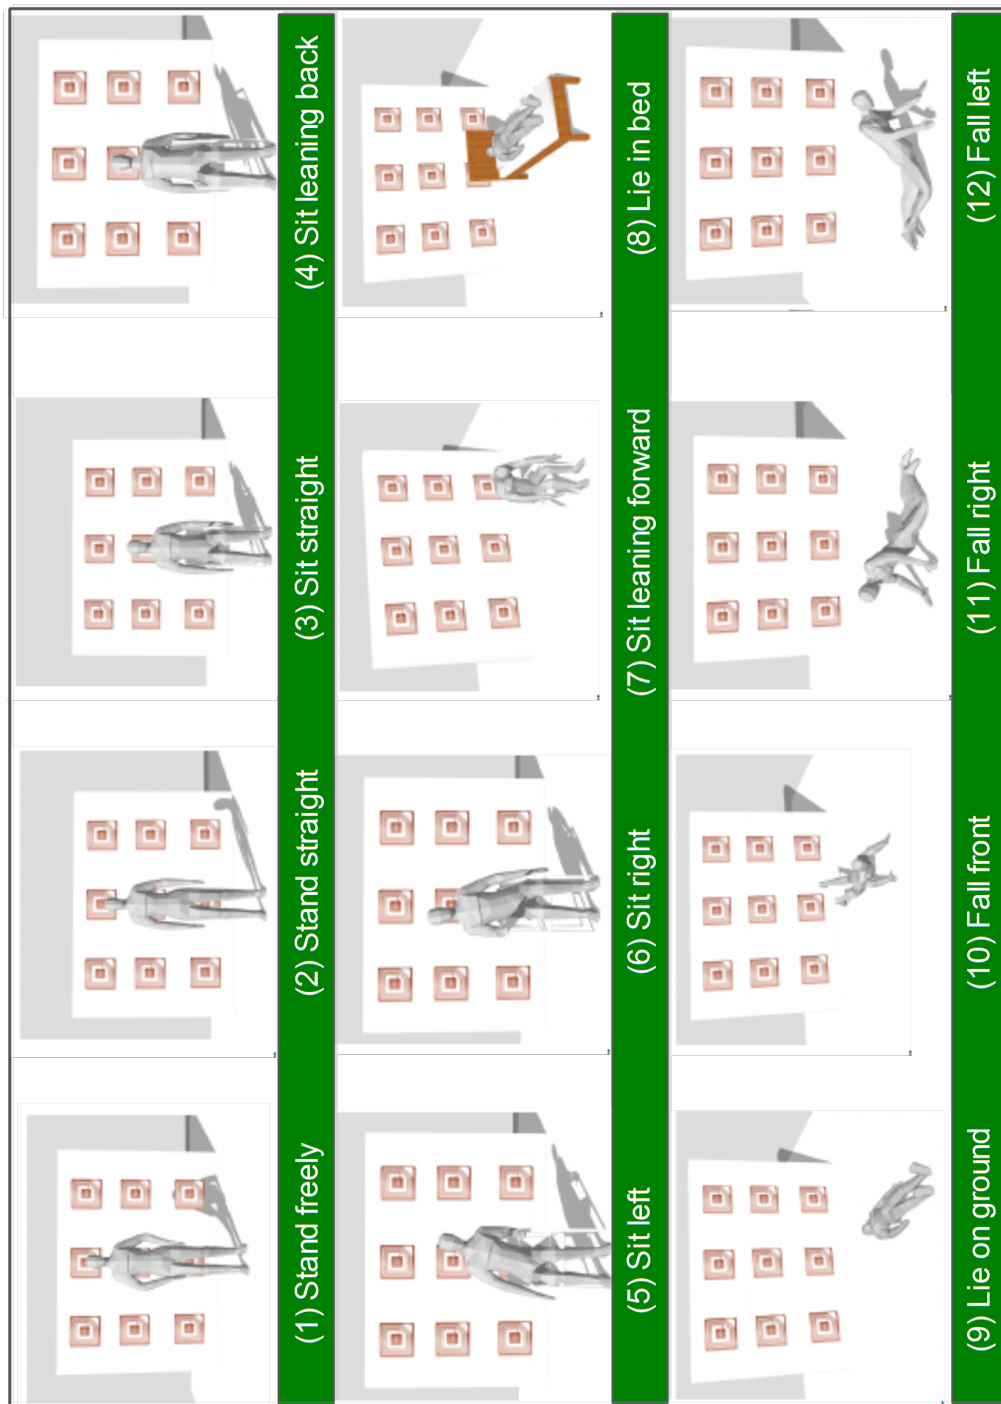 (1) Stand freely
(2) Stand straight
(3) Sit straight
(4) Sit leaning back
(5) Sit left
(6) Sit right
(7) Sit leaning forward
(8) Lie in bed
(9) Lie on ground
(10) Fall front
(11) Fall right
(12) Fall left